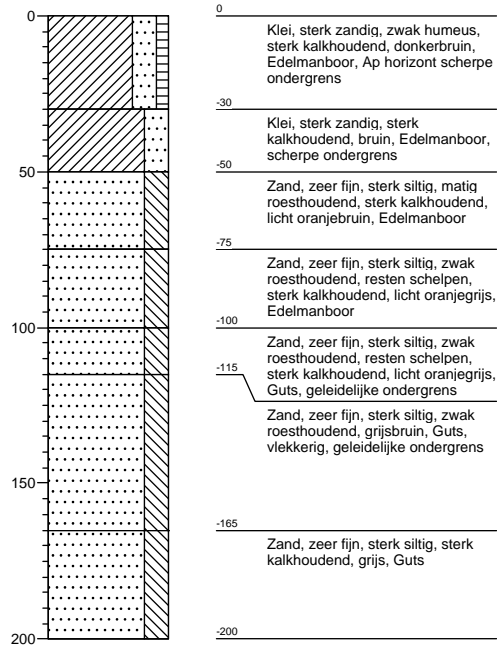 0
50
100
150
200
0
Klei, sterk zandig, zwak humeus,
sterk kalkhoudend, donkerbruin,
Edelmanboor, Ap horizont scherpe
ondergrens
-30
Klei, sterk zandig, sterk
kalkhoudend, bruin, Edelmanboor,
scherpe ondergrens
-50
Zand, zeer fijn, sterk siltig, matig
roesthoudend, sterk kalkhoudend,
licht oranjebruin, Edelmanboor
-75
Zand, zeer fijn, sterk siltig, zwak
roesthoudend, resten schelpen,
sterk kalkhoudend, licht oranjegrijs,
Edelmanboor
-100
Zand, zeer fijn, sterk siltig, zwak
roesthoudend, resten schelpen,
sterk kalkhoudend, licht oranjegrijs,
Guts, geleidelijke ondergrens
-115
Zand, zeer fijn, sterk siltig, zwak
roesthoudend, grijsbruin, Guts,
vlekkerig, geleidelijke ondergrens
-165
Zand, zeer fijn, sterk siltig, sterk
kalkhoudend, grijs, Guts
-200